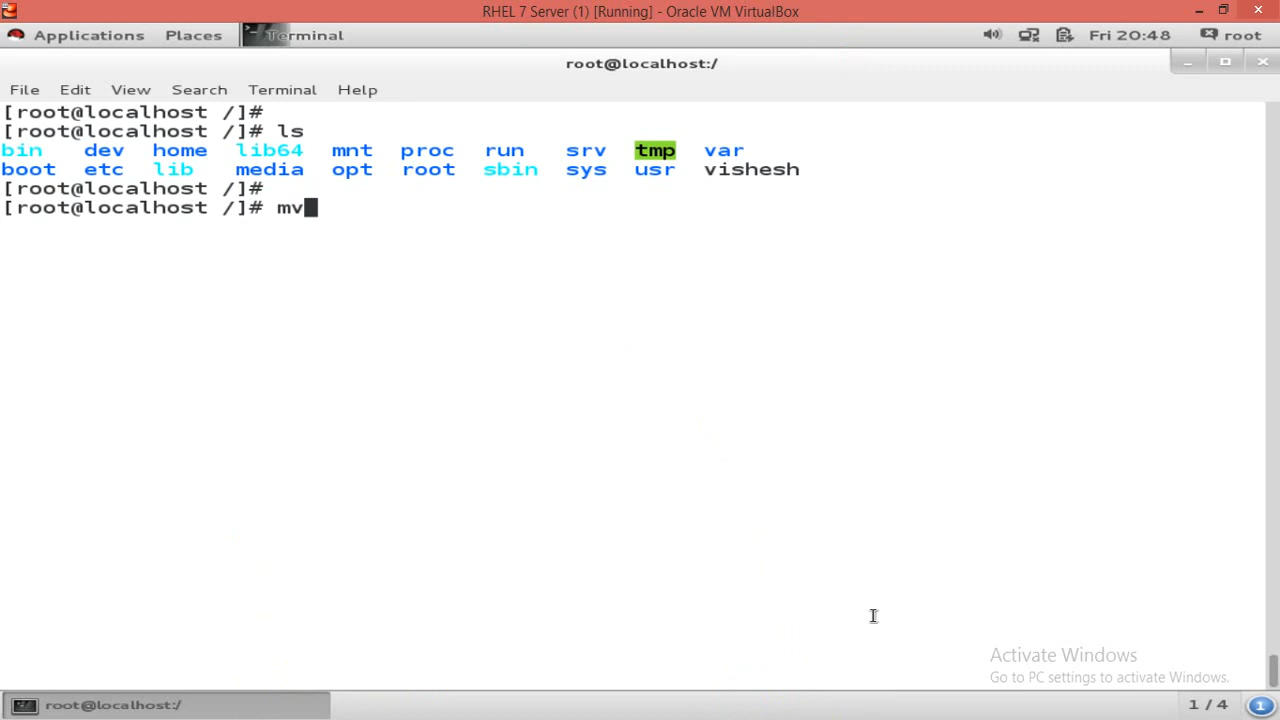 RHEL 7 Server (1) [Running] - Oracle VM VirtualBox
Applications Places Terminal Fri 20:48 root
root@localhost:/
File Edit View Search Terminal Help
[root@localhost /]#
[root@localhost /]# ls
bin dev home lib64 mnt proc run srv tmp var
boot etc lib media opt root sbin sys usr vishesh
[root@localhost /]#
[root@localhost /]# mv
Activate Windows
Go to PC settings to activate Windows.
root@localhost:/ 1 / 4 1